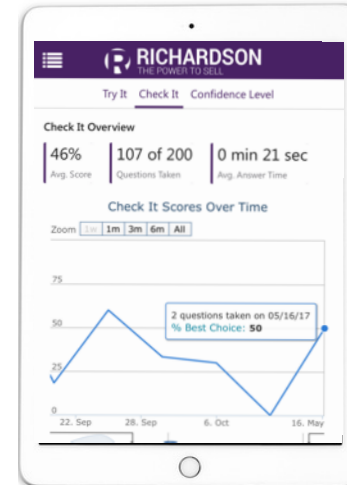 RICHARDSON
THE POWER TO SELL
Try It Check It Confidence Level
Check It Overview
46% 107 of 200 0 min 21 sec
Avg. Score Questions Taken Avg. Answer Time
Check It Scores Over Time
Zoom 1w 1m 3m 6m All
75
2 questions taken on 05/16/17
50 % Best Choice: 50
25
0
22. Sep 28. Sep 6. Oct 16. May